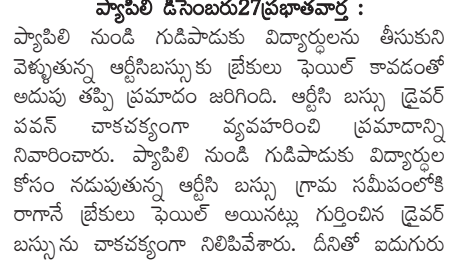 ప్యాపిలి డిసెంబరు27ప్రభాతవార్త :
ప్యాపిలి నుండి గుడిపాడుకు విద్యార్థులను తీసుకుని
వెళ్ళుతున్న ఆర్టీసిబస్సుకు బ్రేకులు ఫెయిల్ కావడంతో
అదుపు తప్పి ప్రమాదం జరిగింది. ఆర్టీసి బస్సు డ్రైవర్
పవన్ చాకచక్యంగా వ్యవహరించి ప్రమాదాన్ని
నివారించారు. ప్యాపిలి నుండి గుడిపాడుకు విద్యార్థుల
కోసం నడుపుతున్న ఆర్టీసి బస్సు గ్రామ సమీపంలోకి
రాగానే బ్రేకులు ఫెయిల్ అయినట్లు గుర్తించిన డ్రైవర్
బస్సును చాకచక్యంగా నిలిపివేశారు. దీనితో ఐదుగురు